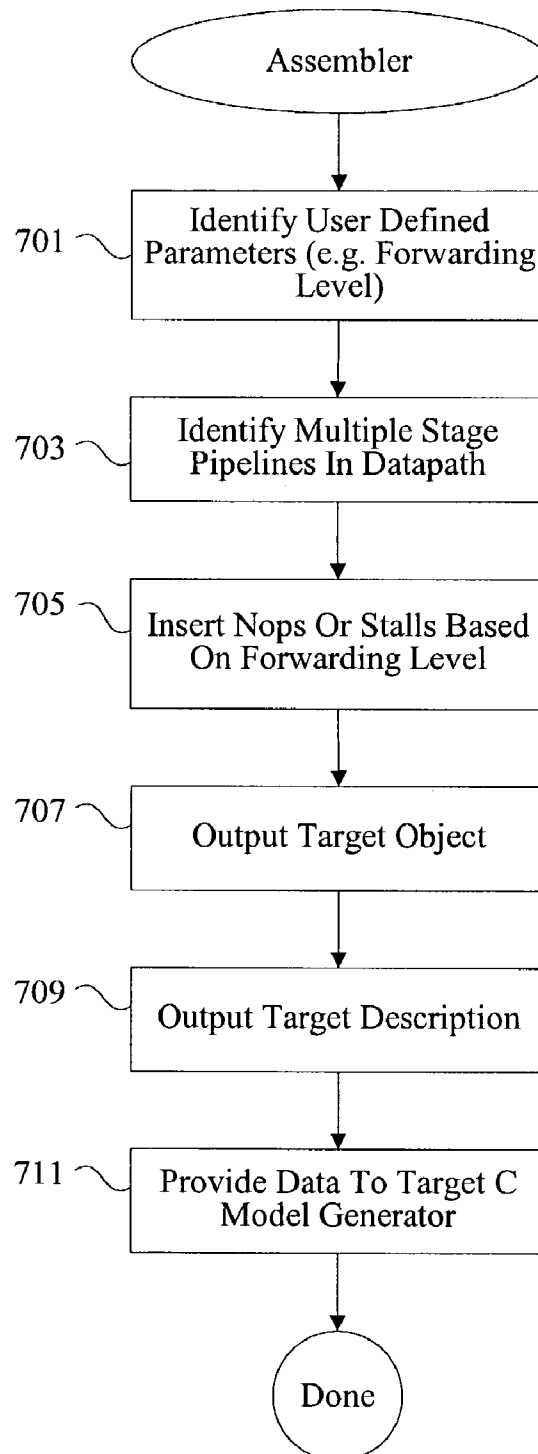 Assembler
701
Identify User Defined
Parameters (e.g. Forwarding
Level)
703
Identify Multiple Stage
Pipelines In Datapath
705
Insert Nops Or Stalls Based
On Forwarding Level
707
Output Target Object
709
Output Target Description
711
Provide Data To Target C
Model Generator
Done